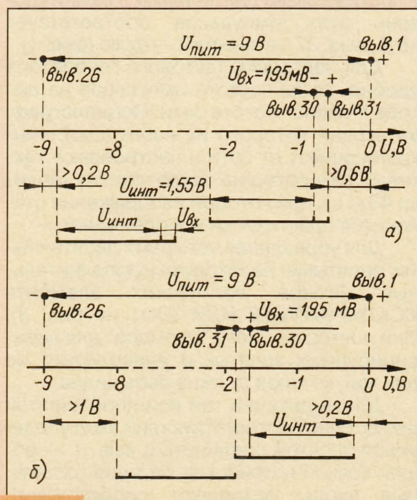 Uпит = 9 В
выв.26
выв.1
Uвх = 195 мВ
выв.30
выв.31
-9
-2
-1
0
U, В
>0,2 В
Uинт = 1,55 В
>0,6 В
Uинт
Uвх
а)
Uпит = 9 В
выв.26
выв.1
Uвх = 195 мВ
выв.31
выв.30
-9
-8
-2
-1
0
U, В
>1 В
>0,2 В
Uинт
б)